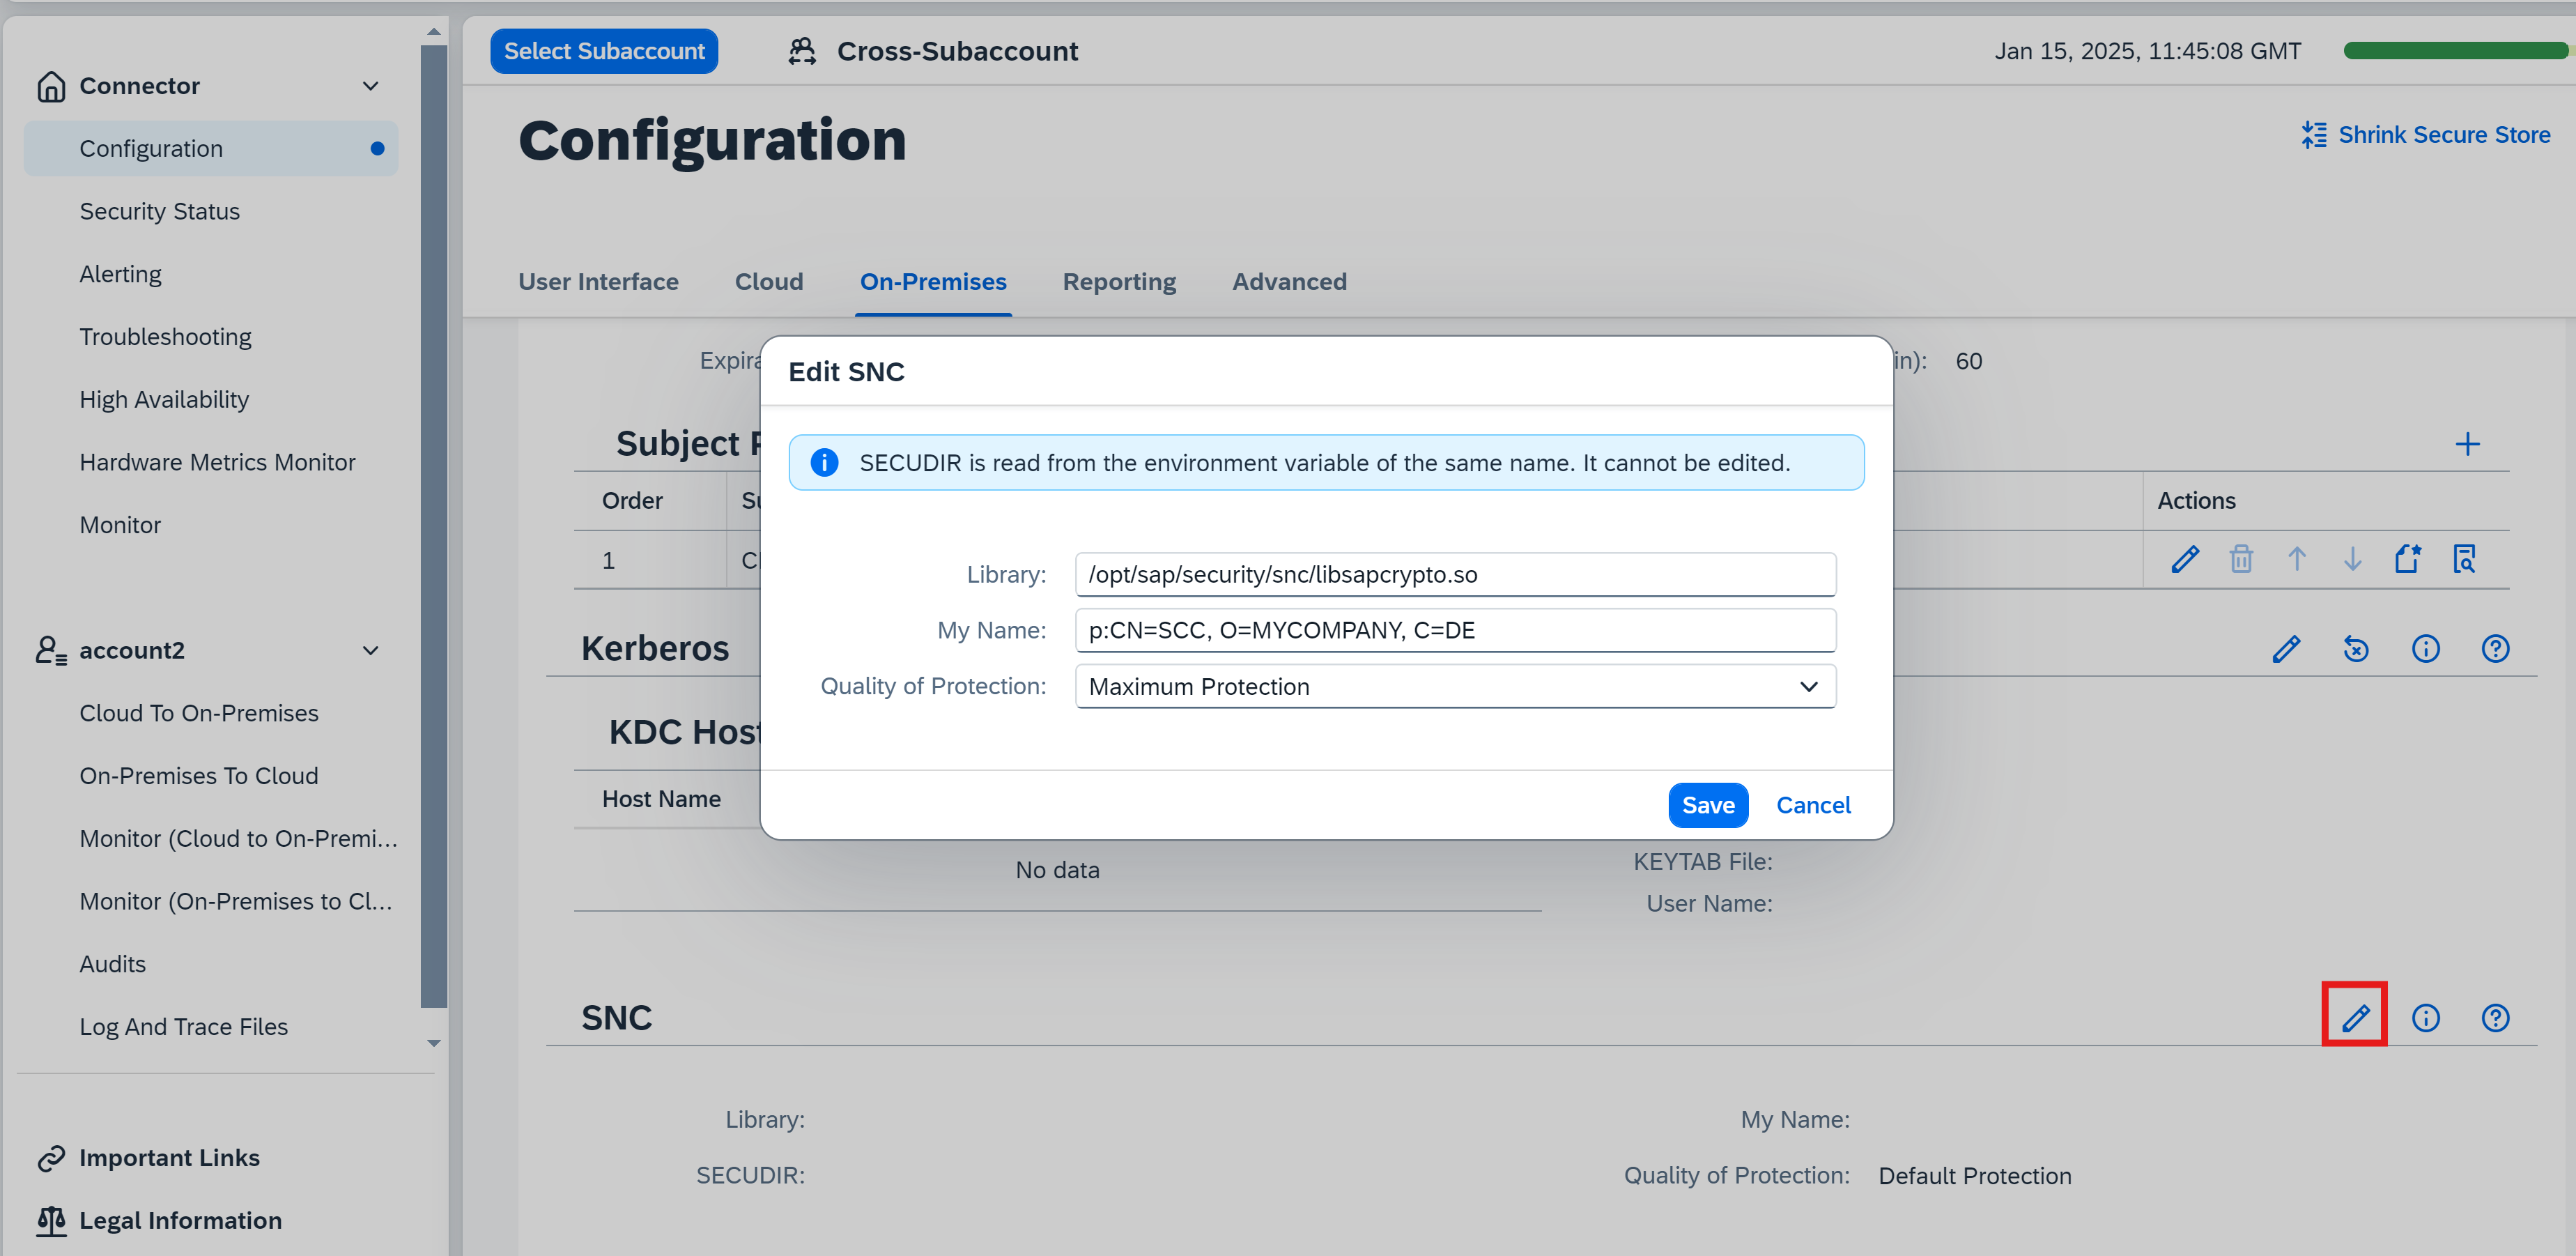 Connector
Configuration
Security Status
Alerting
Troubleshooting
High Availability
Hardware Metrics Monitor
Monitor
account2
Cloud To On-Premises
On-Premises To Cloud
Monitor (Cloud to On-Premi...
Monitor (On-Premises to Cl...
Audits
Log And Trace Files
Important Links
Legal Information
Select Subaccount
Cross-Subaccount
Jan 15, 2025, 11:45:08 GMT
Configuration
Shrink Secure Store
User Interface Cloud On-Premises Reporting Advanced
in): 60
Subject
Order Actions
1
Kerberos
KDC Host
Host Name
No data
KEYTAB File:
User Name:
Edit SNC
SECUDIR is read from the environment variable of the same name. It cannot be edited.
Library: /opt/sap/security/snc/libsapcrypto.so
My Name: p:CN=SCC, O=MYCOMPANY, C=DE
Quality of Protection: Maximum Protection
Save Cancel
SNC
Library: My Name:
SECUDIR: Quality of Protection: Default Protection